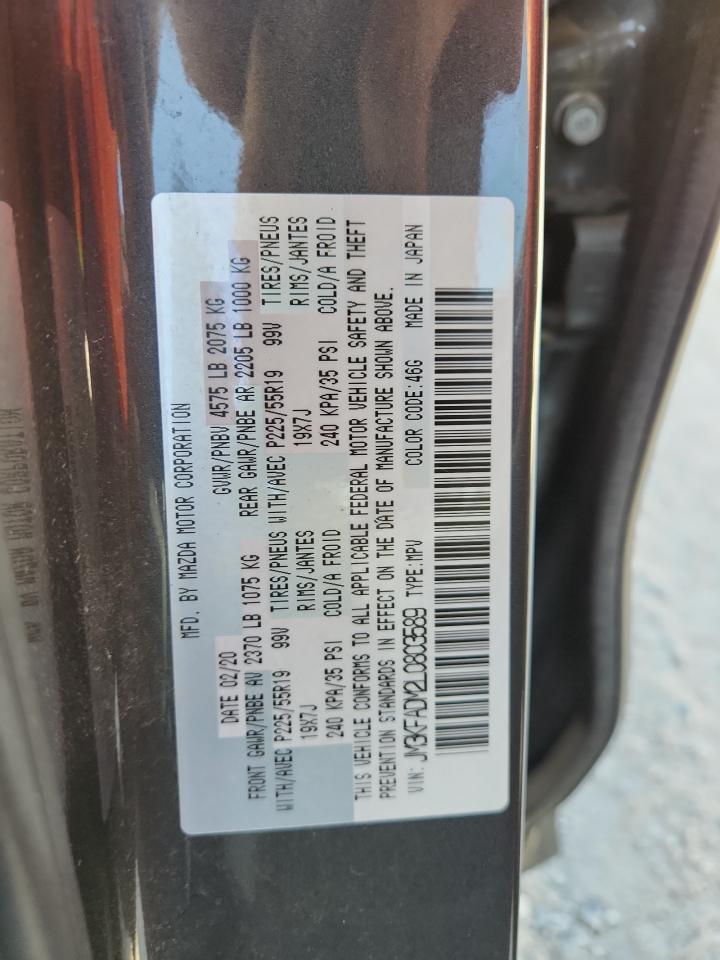 MFD. BY MAZDA MOTOR CORPORATION
DATE 02/20 GVWR/PNBV 4575 LB 2075 KG
FRONT GAWR/PNBE AV 2370 LB 1075 KG REAR GAWR/PNBE AR 2205 LB 1000 KG
WITH/AVEC P225/55R19 99V TIRES/PNEUS WITH/AVEC P225/55R19 99V TIRES/PNEUS
19X7J RIMS/JANTES 19X7J RIMS/JANTES
240 KPA/35 PSI COLD/A FROID 240 KPA/35 PSI COLD/A FROID
THIS VEHICLE CONFORMS TO ALL APPLICABLE FEDERAL MOTOR VEHICLE SAFETY AND THEFT
PREVENTION STANDARDS IN EFFECT ON THE DATE OF MANUFACTURE SHOWN ABOVE.
VIN: JM3KFADM2L0803589 TYPE:MPV COLOR CODE:46G MADE IN JAPAN